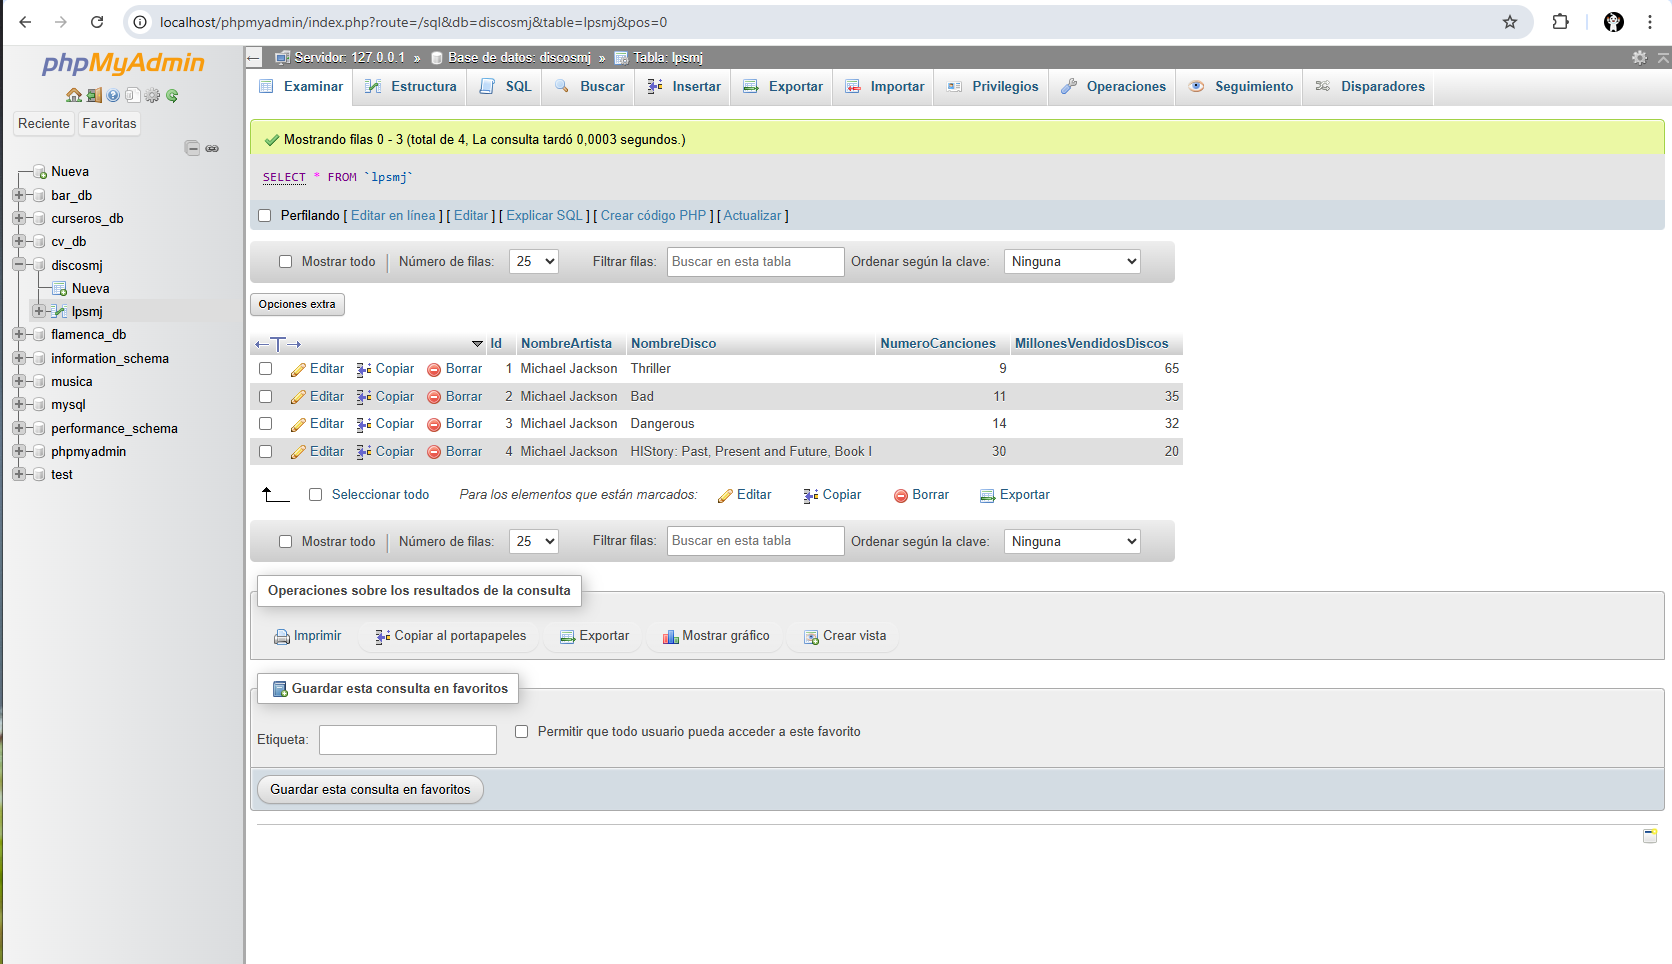 localhost/phpmyadmin/index.php?route=/sql&db=discosmj&table=lpsmj&pos=0
phpMyAdmin
Reciente Favoritas
Nueva
bar_db
curseros_db
cv_db
discosmj
Nueva
lpsmj
flamenca_db
information_schema
musica
mysql
performance_schema
phpmyadmin
test
Servidor: 127.0.0.1 » Base de datos: discosmj » Tabla: lpsmj
Examinar Estructura SQL Buscar Insertar Exportar Importar Privilegios Operaciones Seguimiento Disparadores
Mostrando filas 0 - 3 (total de 4, La consulta tardó 0,0003 segundos.)
SELECT * FROM `lpsmj`
Perfilando [ Editar en línea ] [ Editar ] [ Explicar SQL ] [ Crear código PHP ] [ Actualizar ]
Mostrar todo Número de filas: 25 Filtrar filas: Buscar en esta tabla Ordenar según la clave: Ninguna
Opciones extra
←T→ Id NombreArtista NombreDisco NumeroCanciones MillonesVendidosDiscos
Editar Copiar Borrar 1 Michael Jackson Thriller 9 65
Editar Copiar Borrar 2 Michael Jackson Bad 11 35
Editar Copiar Borrar 3 Michael Jackson Dangerous 14 32
Editar Copiar Borrar 4 Michael Jackson HIStory: Past, Present and Future, Book I 30 20
Seleccionar todo Para los elementos que están marcados: Editar Copiar Borrar Exportar
Mostrar todo Número de filas: 25 Filtrar filas: Buscar en esta tabla Ordenar según la clave: Ninguna
Operaciones sobre los resultados de la consulta
Imprimir Copiar al portapapeles Exportar Mostrar gráfico Crear vista
Guardar esta consulta en favoritos
Etiqueta: Permitir que todo usuario pueda acceder a este favorito
Guardar esta consulta en favoritos